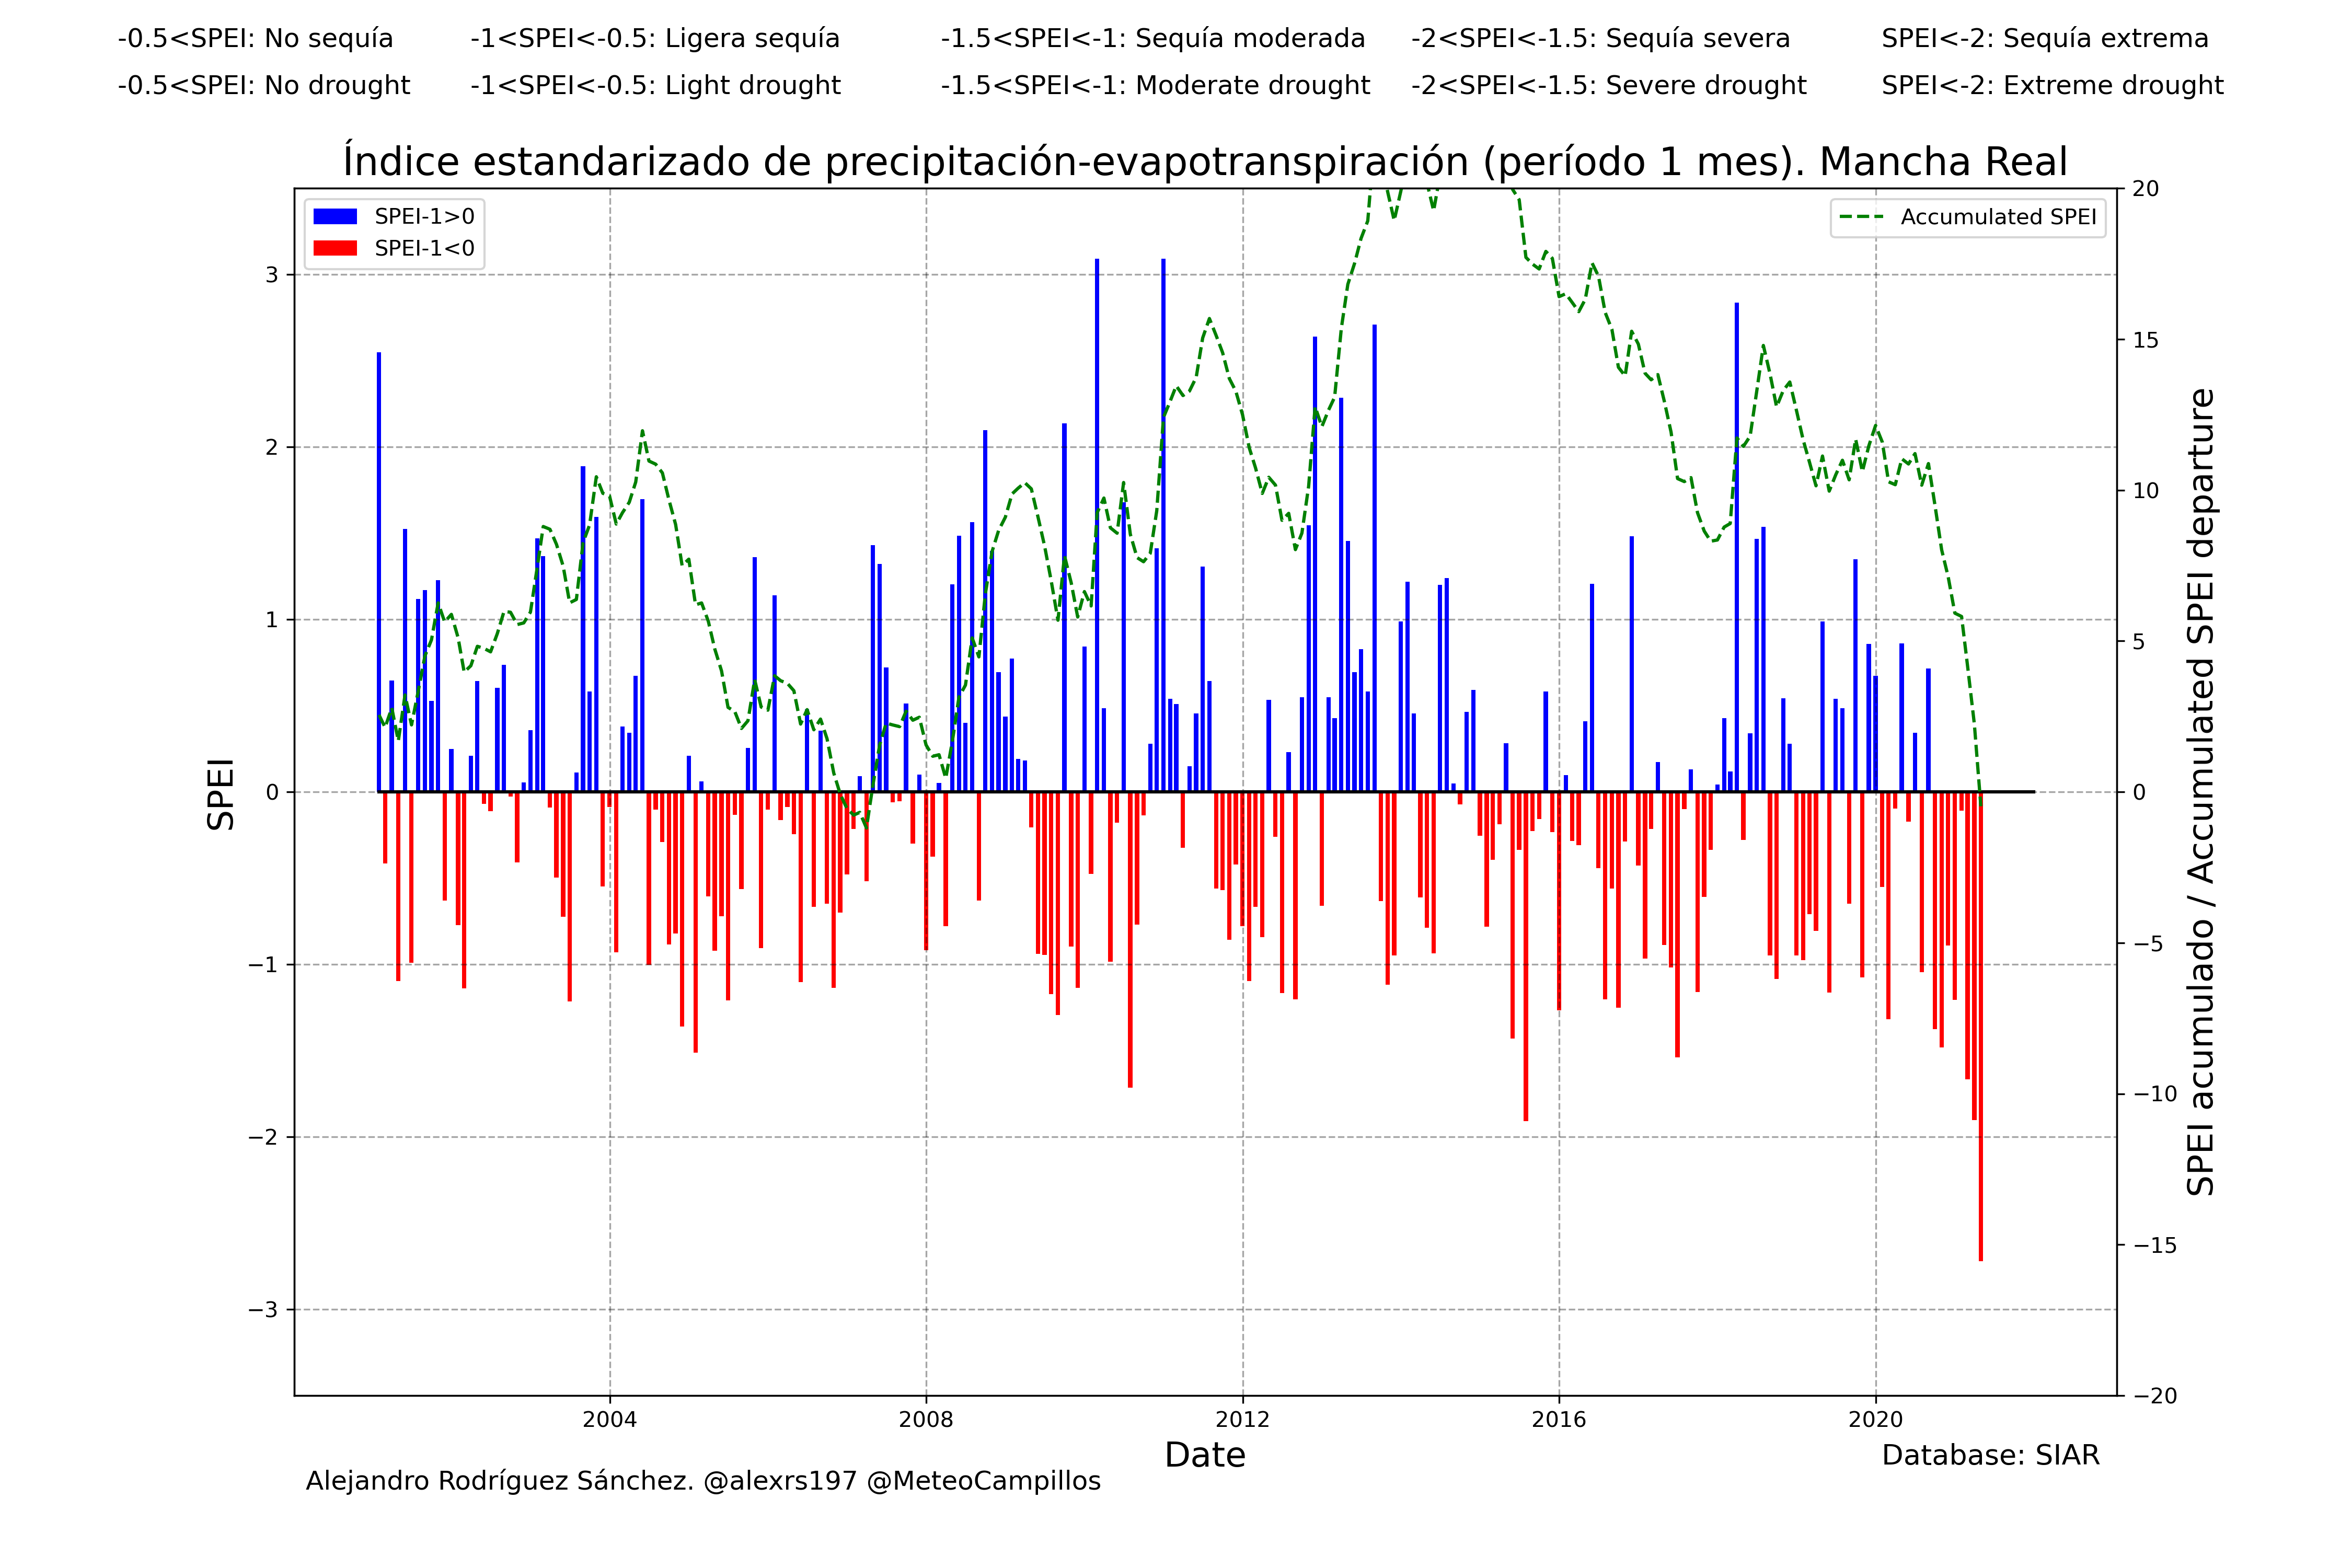 -0.5<SPEI: No sequía -1<SPEI<-0.5: Ligera sequía -1.5<SPEI<-1: Sequía moderada -2<SPEI<-1.5: Sequía severa SPEI<-2: Sequía extrema
-0.5<SPEI: No drought -1<SPEI<-0.5: Light drought -1.5<SPEI<-1: Moderate drought -2<SPEI<-1.5: Severe drought SPEI<-2: Extreme drought
Índice estandarizado de precipitación-evapotranspiración (período 1 mes). Mancha Real
SPEI-1>0
SPEI-1<0
Accumulated SPEI
SPEI
3
2
1
0
−1
−2
−3
20
15
10
5
0
−5
−10
−15
−20
SPEI acumulado / Accumulated SPEI departure
2004 2008 2012 2016 2020
Date
Database: SIAR
Alejandro Rodríguez Sánchez. @alexrs197 @MeteoCampillos